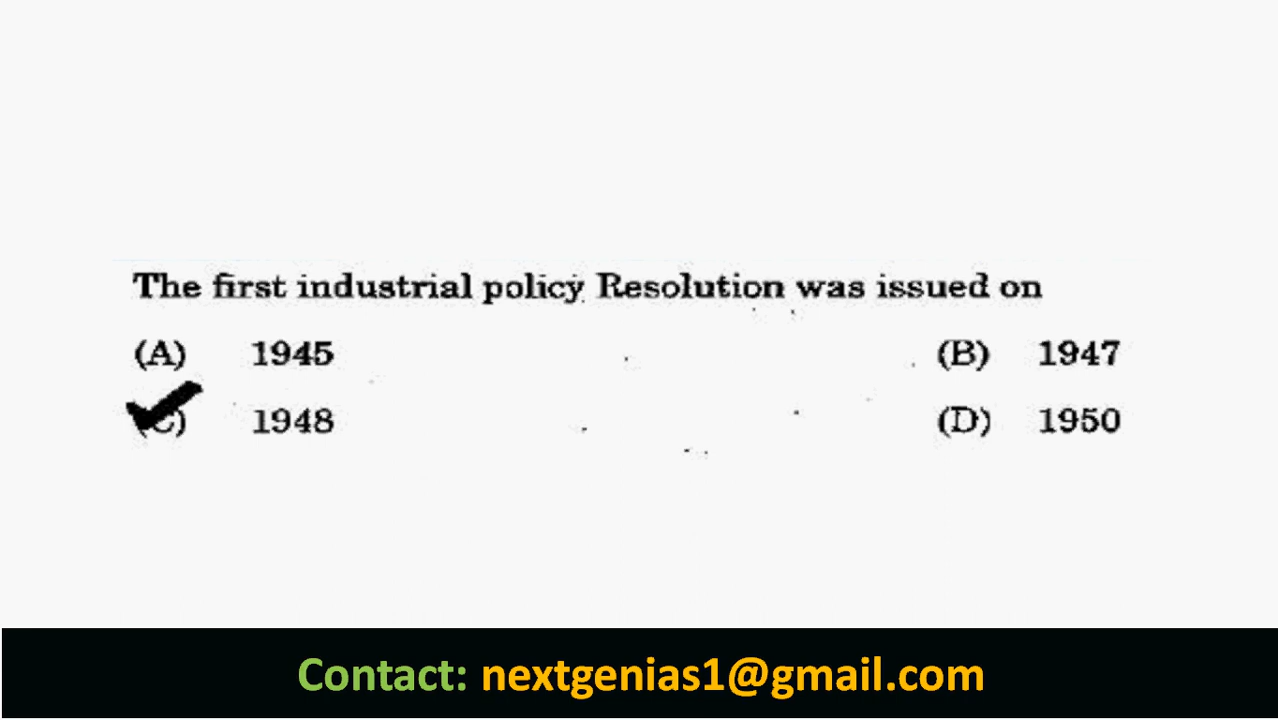 The first industrial policy Resolution was issued on
(A) 1945 (B) 1947
(C) 1948 (D) 1950
Contact: nextgenias1@gmail.com